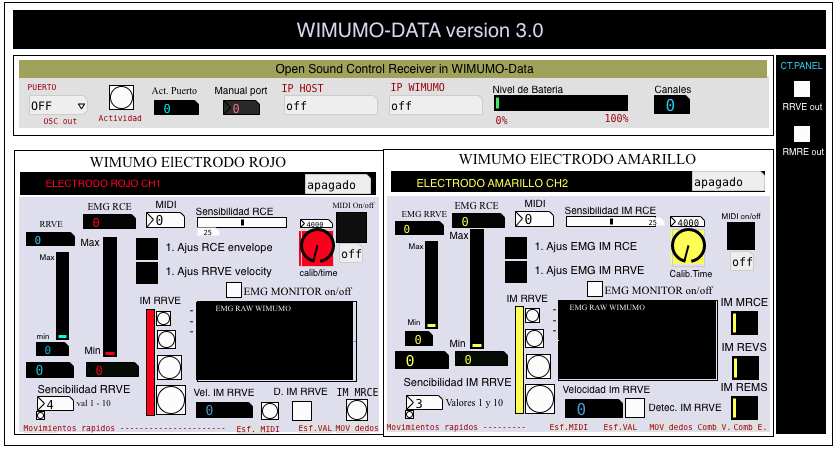 WIMUMO-DATA version 3.0
Open Sound Control Receiver in WIMUMO-Data
CT.PANEL
PUERTO
Act. Puerto
Manual port
IP HOST
IP WIMUMO
Nivel de Bateria
Canales
OFF
0
0
off
off
0
OSC out
Actividad
0%
100%
RRVE out
RMRE out
WIMUMO ElECTRODO ROJO
ELECTRODO ROJO CH1
apagado
EMG RCE
MIDI
Sensibilidad RCE
MIDI On/off
RRVE
0
0
25
4000
0
Max
Max
1. Ajus RCE envelope
off
1. Ajus RRVE velocity
calib/time
EMG MONITOR on/off
IM RRVE
EMG RAW WIMUMO
min
Min
0
0
0
Sencibilidad RRVE
Vel. IM RRVE
D. IM RRVE
IM MRCE
4
val 1 - 10
0
Movimientos rapidos ---------------------
Esf. MIDI
Esf.VAL
MOV dedos
WIMUMO ElECTRODO AMARILLO
ELECTRODO AMARILLO CH2
apagado
EMG RRVE
EMG RCE
MIDI
Sensibilidad IM RCE
MIDI on/off
0
0
0
25
4000
Max
Max
1. Ajus EMG IM RCE
off
1. Ajus EMG IM RRVE
Calib.Time
EMG MONITOR on/off
IM RRVE
EMG RAW WIMUMO
IM MRCE
min
0
Min
IM REVS
0
0
Sencibilidad IM RRVE
Velocidad Im RRVE
IM REMS
3
Valores 1 y 10
0
Detec. IM RRVE
Movimientos rapidos ---------
Esf.MIDI
Esf.VAL
MOV dedos
Comb V.
Comb E.